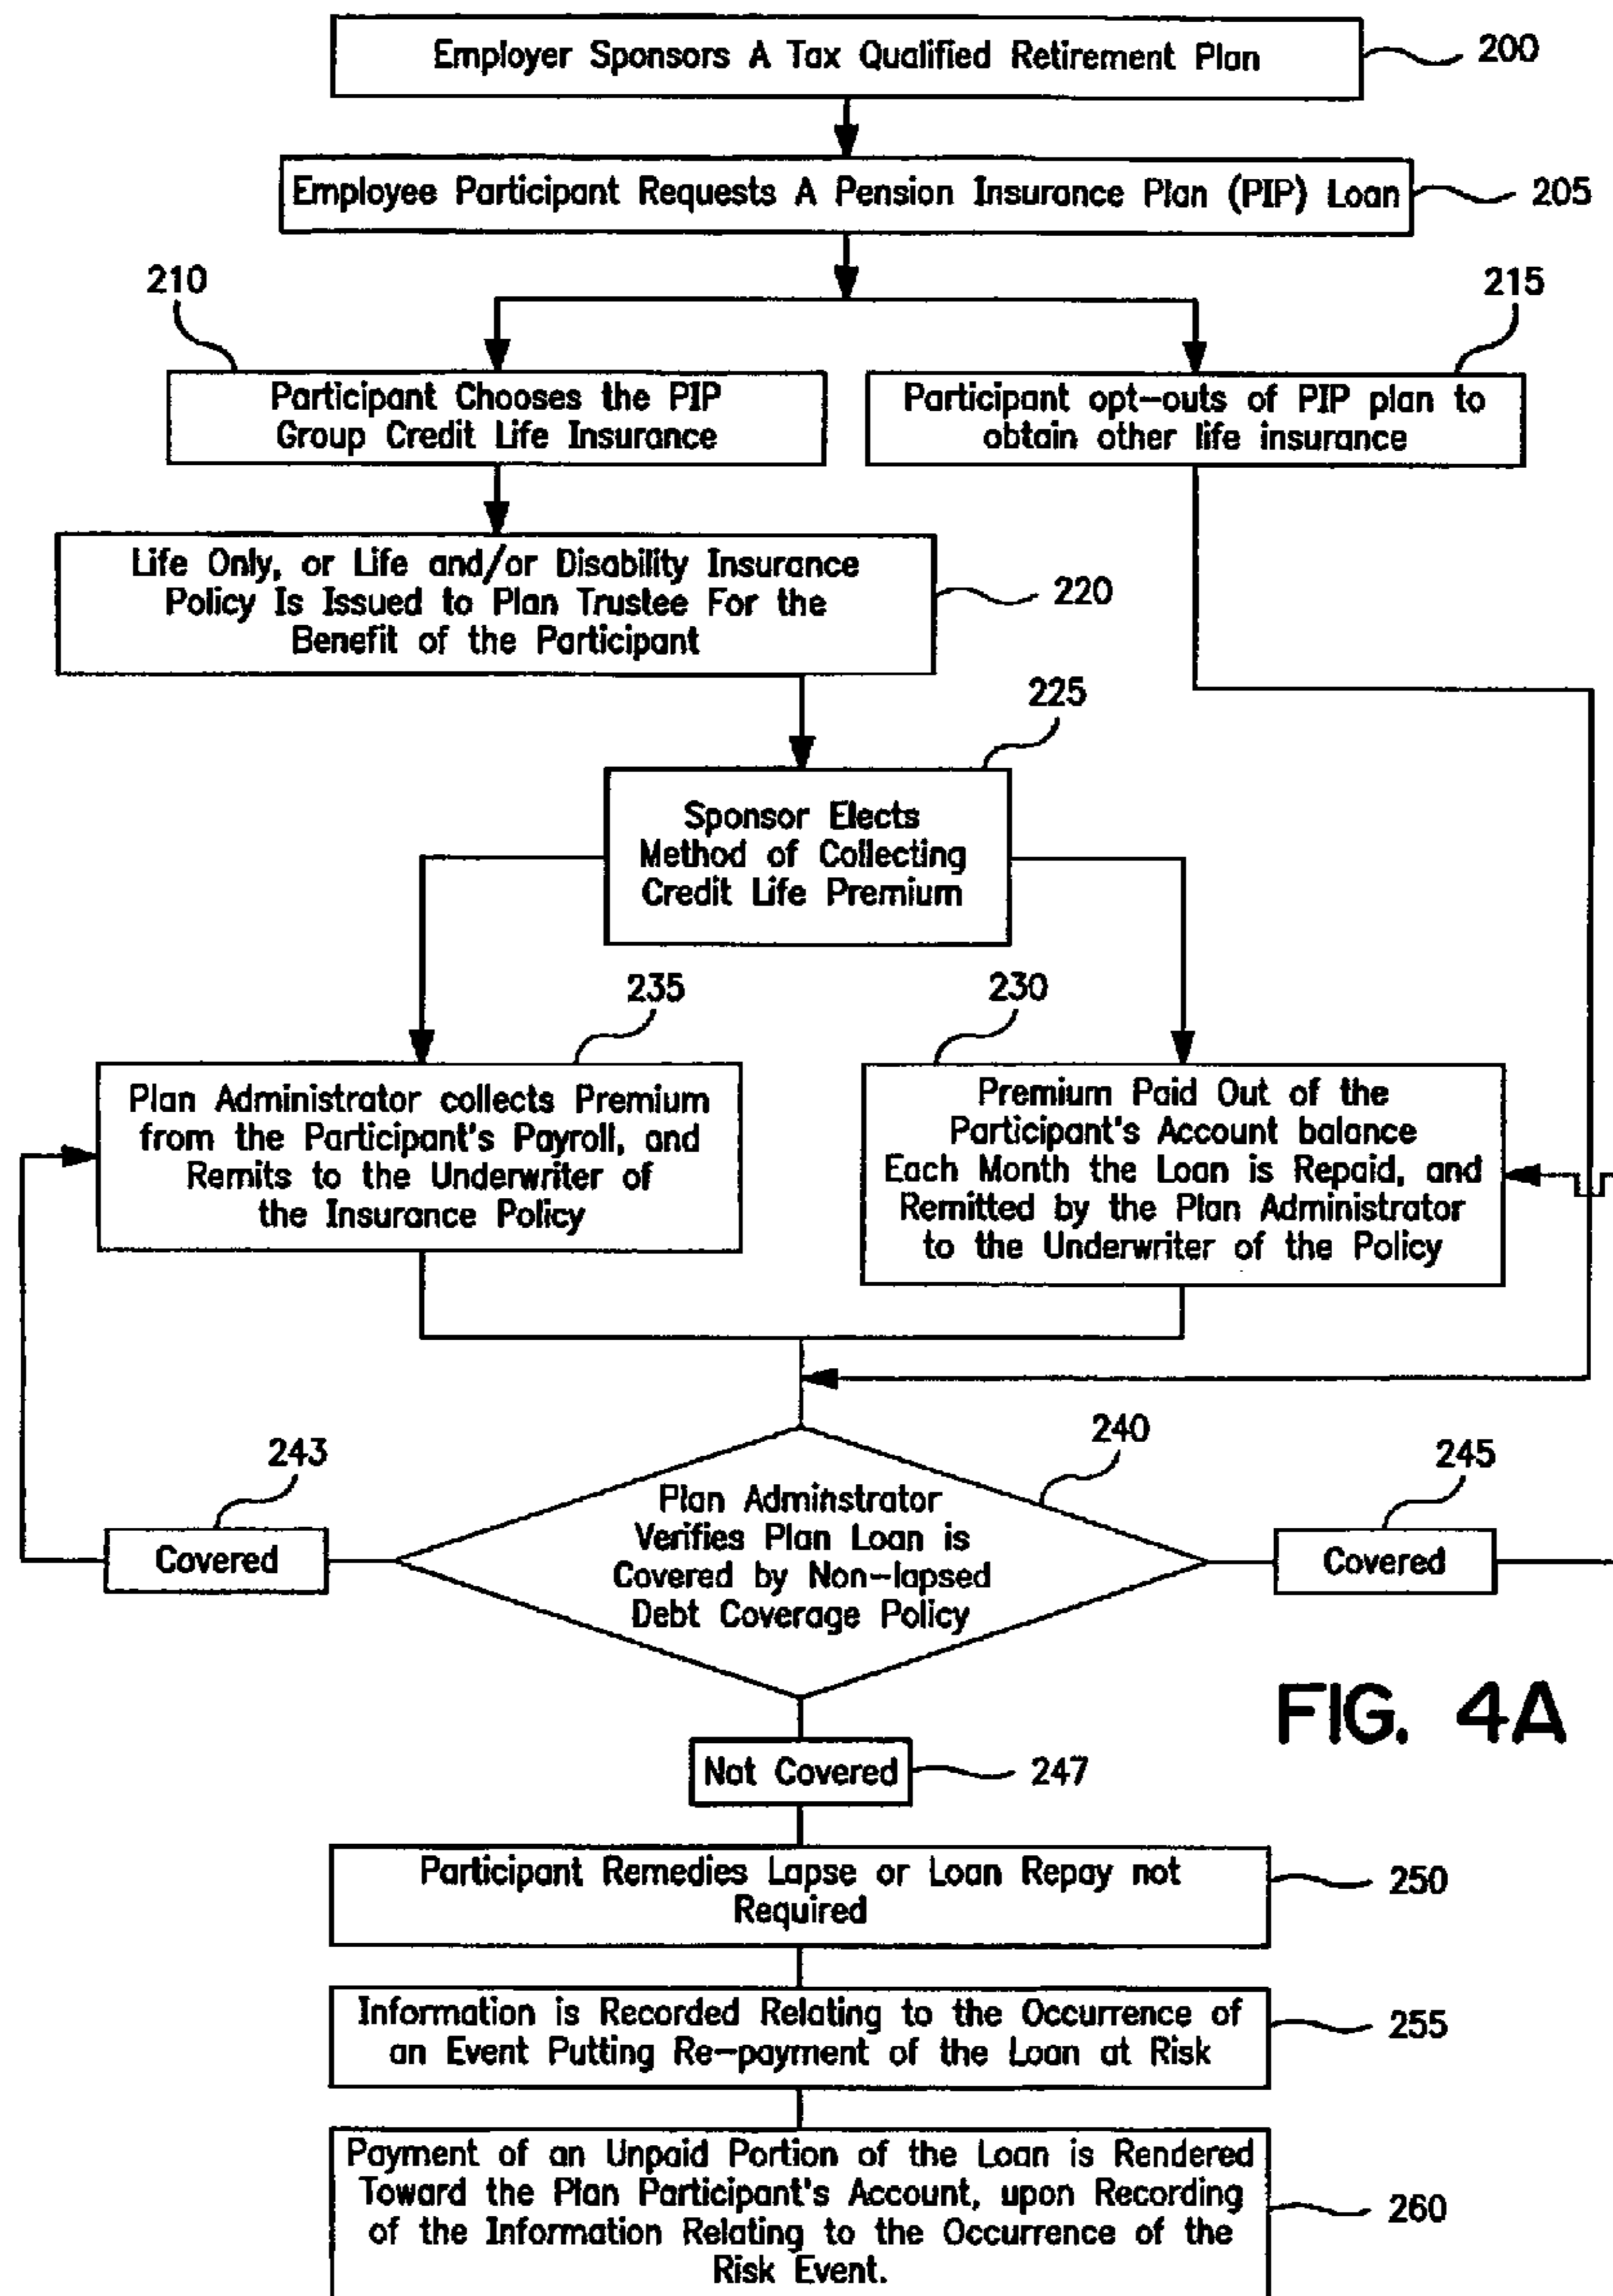 Employer Sponsors A Tax Qualified Retirement Plan
200
Employee Participant Requests A Pension Insurance Plan (PIP) Loan
205
210
215
Participant Chooses the PIP
Group Credit Life Insurance
Participant opt-outs of PIP plan to
obtain other life insurance
Life Only, or Life and/or Disability Insurance
Policy Is Issued to Plan Trustee For the
Benefit of the Participant
220
225
Sponsor Elects
Method of Collecting
Credit Life Premium
235
230
Plan Administrator collects Premium
from the Participant's Payroll, and
Remits to the Underwriter of
the Insurance Policy
Premium Paid Out of the
Participant's Account balance
Each Month the Loan is Repaid, and
Remitted by the Plan Administrator
to the Underwriter of the Policy
243
240
245
Covered
Plan Adminstrator
Verifies Plan Loan is
Covered by Non-lapsed
Debt Coverage Policy
Covered
FIG. 4A
Not Covered
247
Participant Remedies Lapse or Loan Repay not
Required
250
Information is Recorded Relating to the Occurrence of
an Event Putting Re-payment of the Loan at Risk
255
Payment of an Unpaid Portion of the Loan is Rendered
Toward the Plan Participant's Account, upon Recording
of the Information Relating to the Occurrence of the
Risk Event.
260